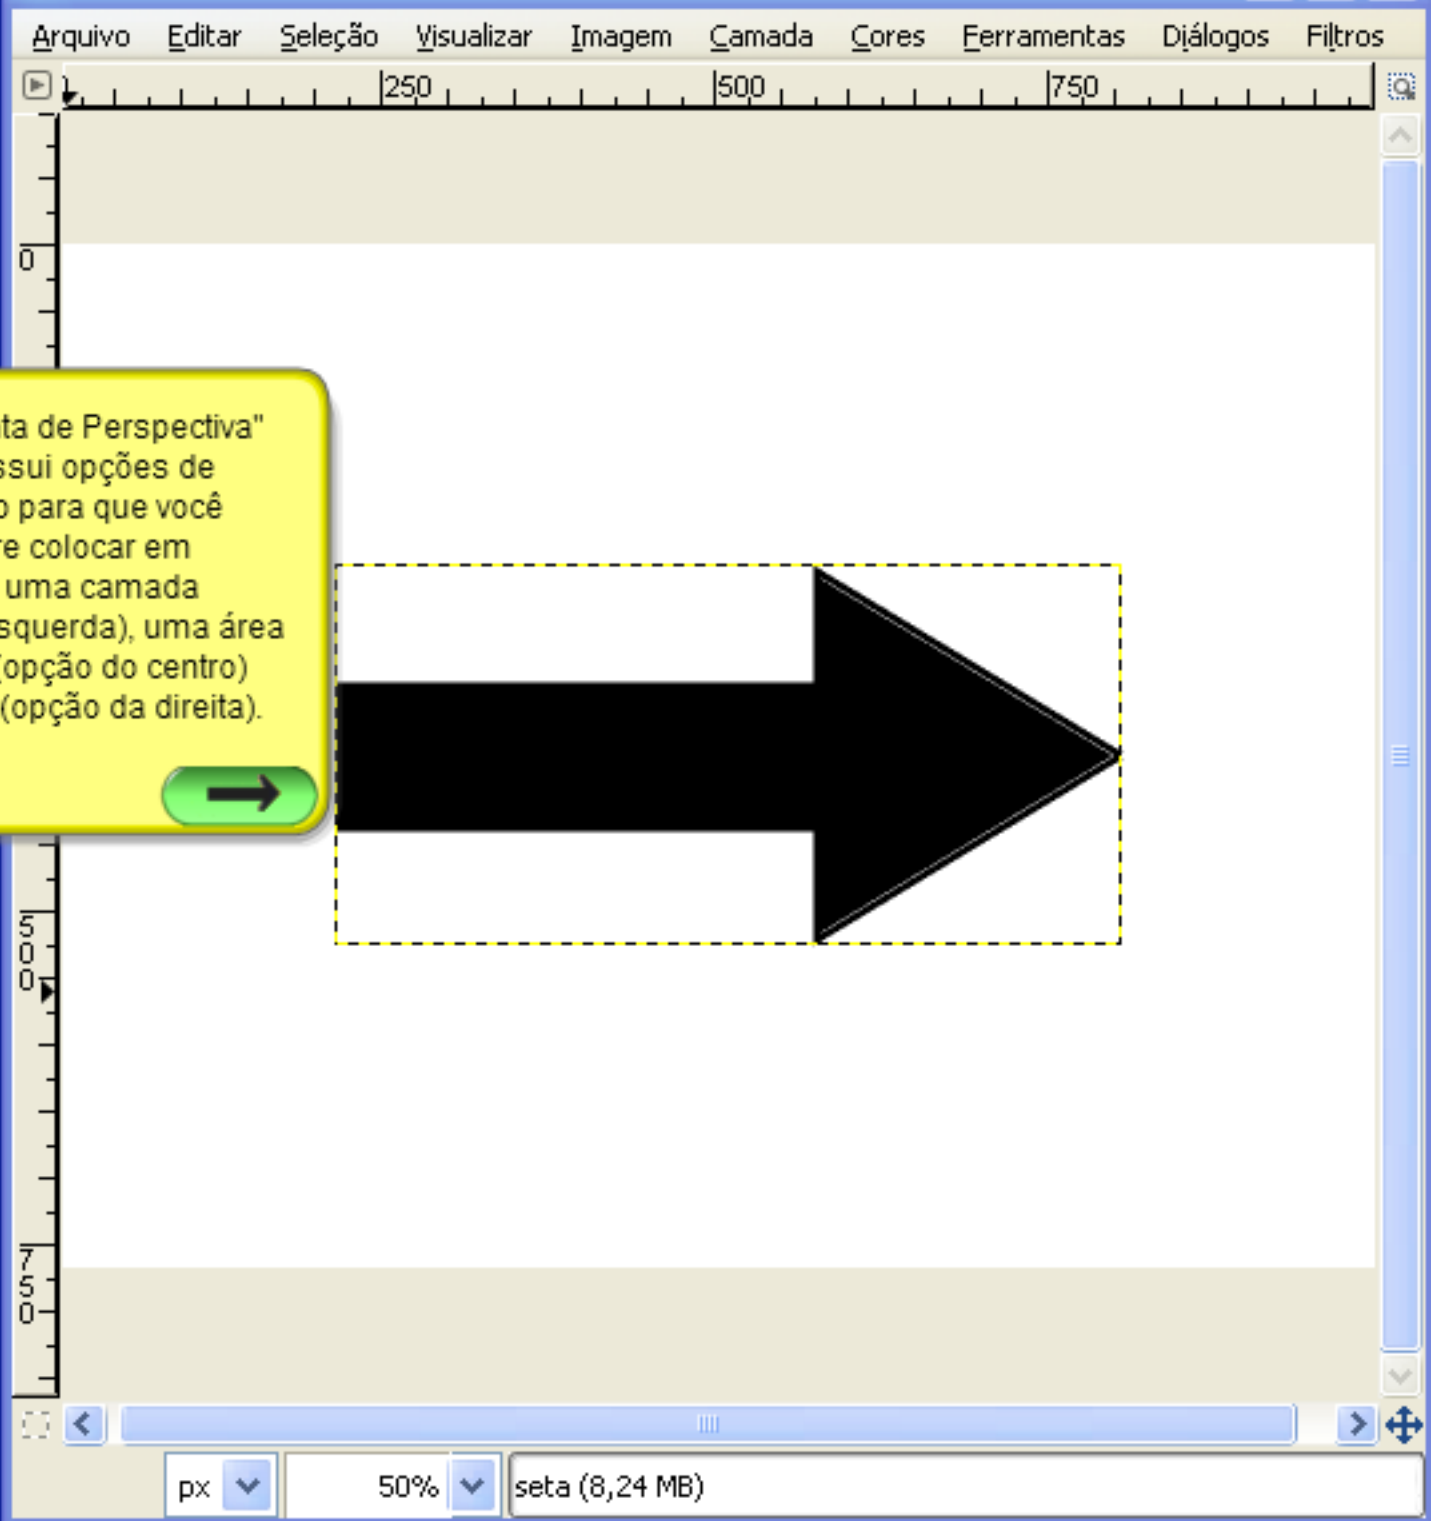 Arquivo Editar Seleção Visualizar Imagem Camada Cores Ferramentas Diálogos Filtros
250 500 750
0
ta de Perspectiva"
ssui opções de
o para que você
re colocar em
uma camada
squerda), uma área
(opção do centro)
(opção da direita).
500
750
px 50% seta (8,24 MB)